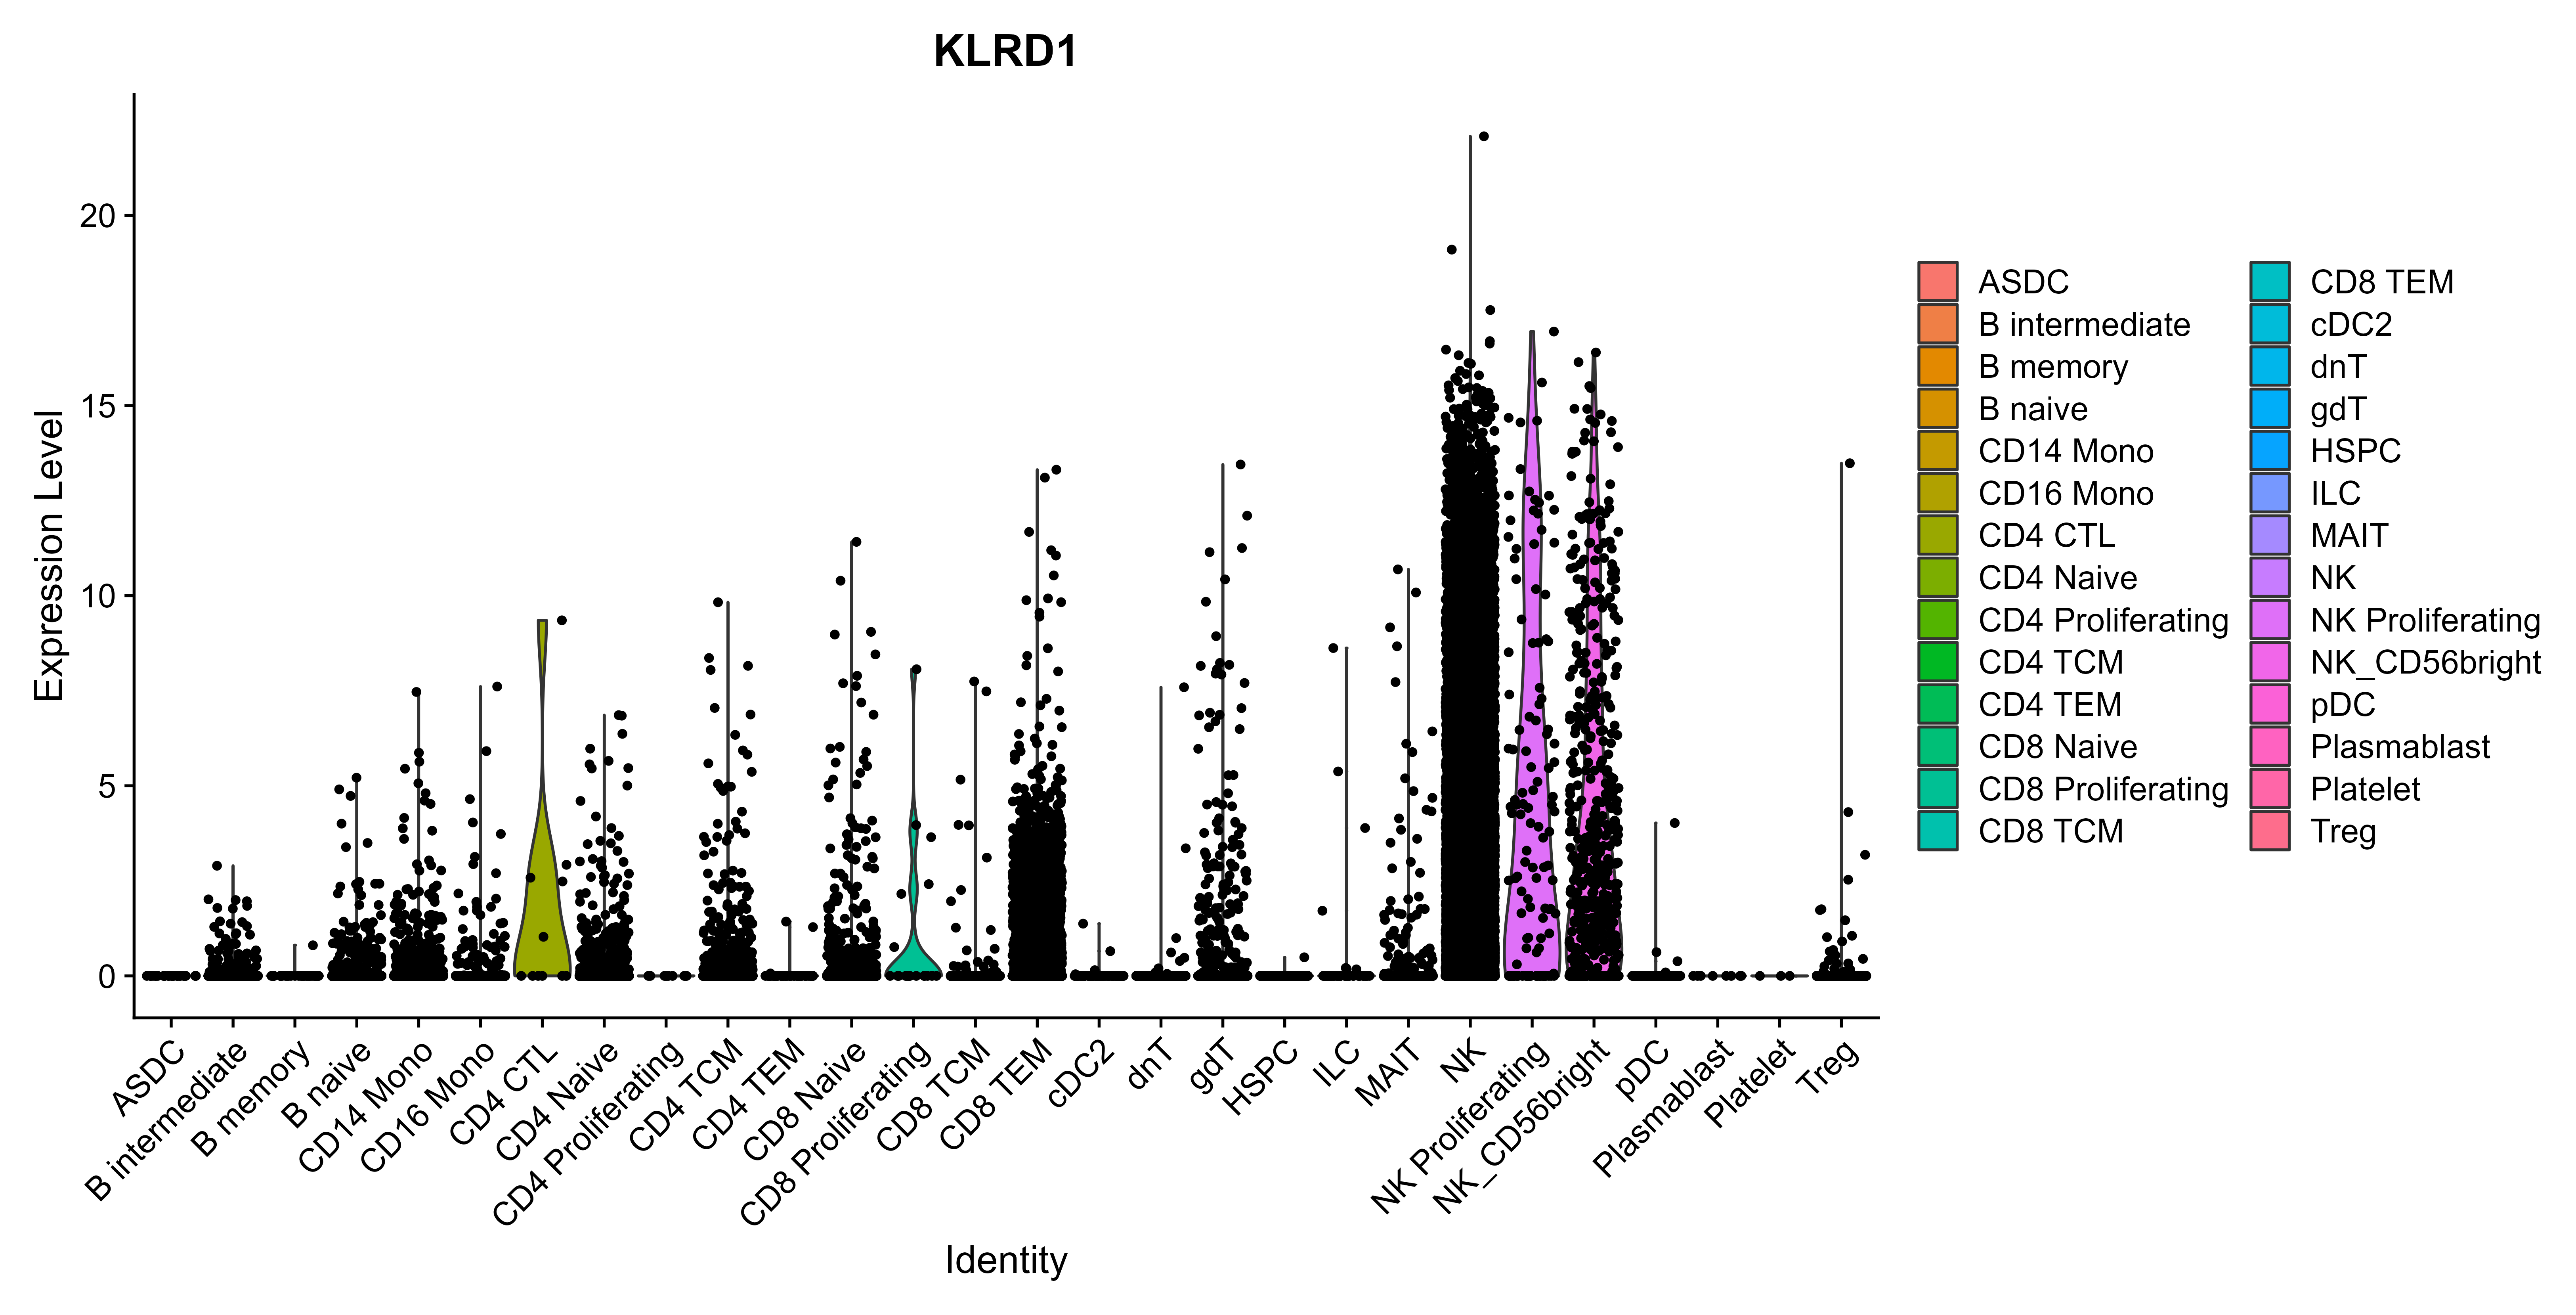 KLRD1
Expression Level
20
15
10
5
0
ASDC
B intermediate
B memory
B naive
CD14 Mono
CD16 Mono
CD4 CTL
CD4 Naive
CD4 Proliferating
CD4 TCM
CD4 TEM
CD8 Naive
CD8 Proliferating
CD8 TCM
CD8 TEM
cDC2
dnT
gdT
HSPC
ILC
MAIT
NK
NK Proliferating
NK_CD56bright
pDC
Plasmablast
Platelet
Treg
Identity
ASDC
B intermediate
B memory
B naive
CD14 Mono
CD16 Mono
CD4 CTL
CD4 Naive
CD4 Proliferating
CD4 TCM
CD4 TEM
CD8 Naive
CD8 Proliferating
CD8 TCM
CD8 TEM
cDC2
dnT
gdT
HSPC
ILC
MAIT
NK
NK Proliferating
NK_CD56bright
pDC
Plasmablast
Platelet
Treg